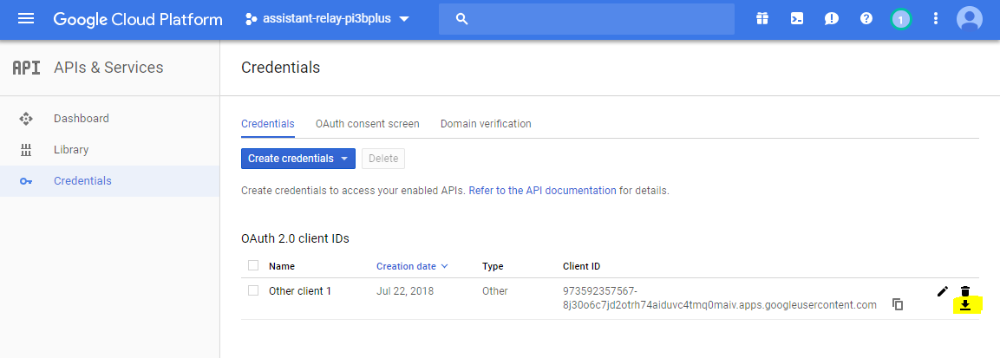 Google Cloud Platform assistant-relay-pi3bplus 1
API APIs & Services Credentials
Dashboard
Library
Credentials
Credentials OAuth consent screen Domain verification
Create credentials Delete
Create credentials to access your enabled APIs. Refer to the API documentation for details.
OAuth 2.0 client IDs
Name Creation date Type Client ID
Other client 1 Jul 22, 2018 Other 973592357567-
8j30o6c7jd2otrh74aiduvc4tmq0maiv.apps.googleusercontent.com